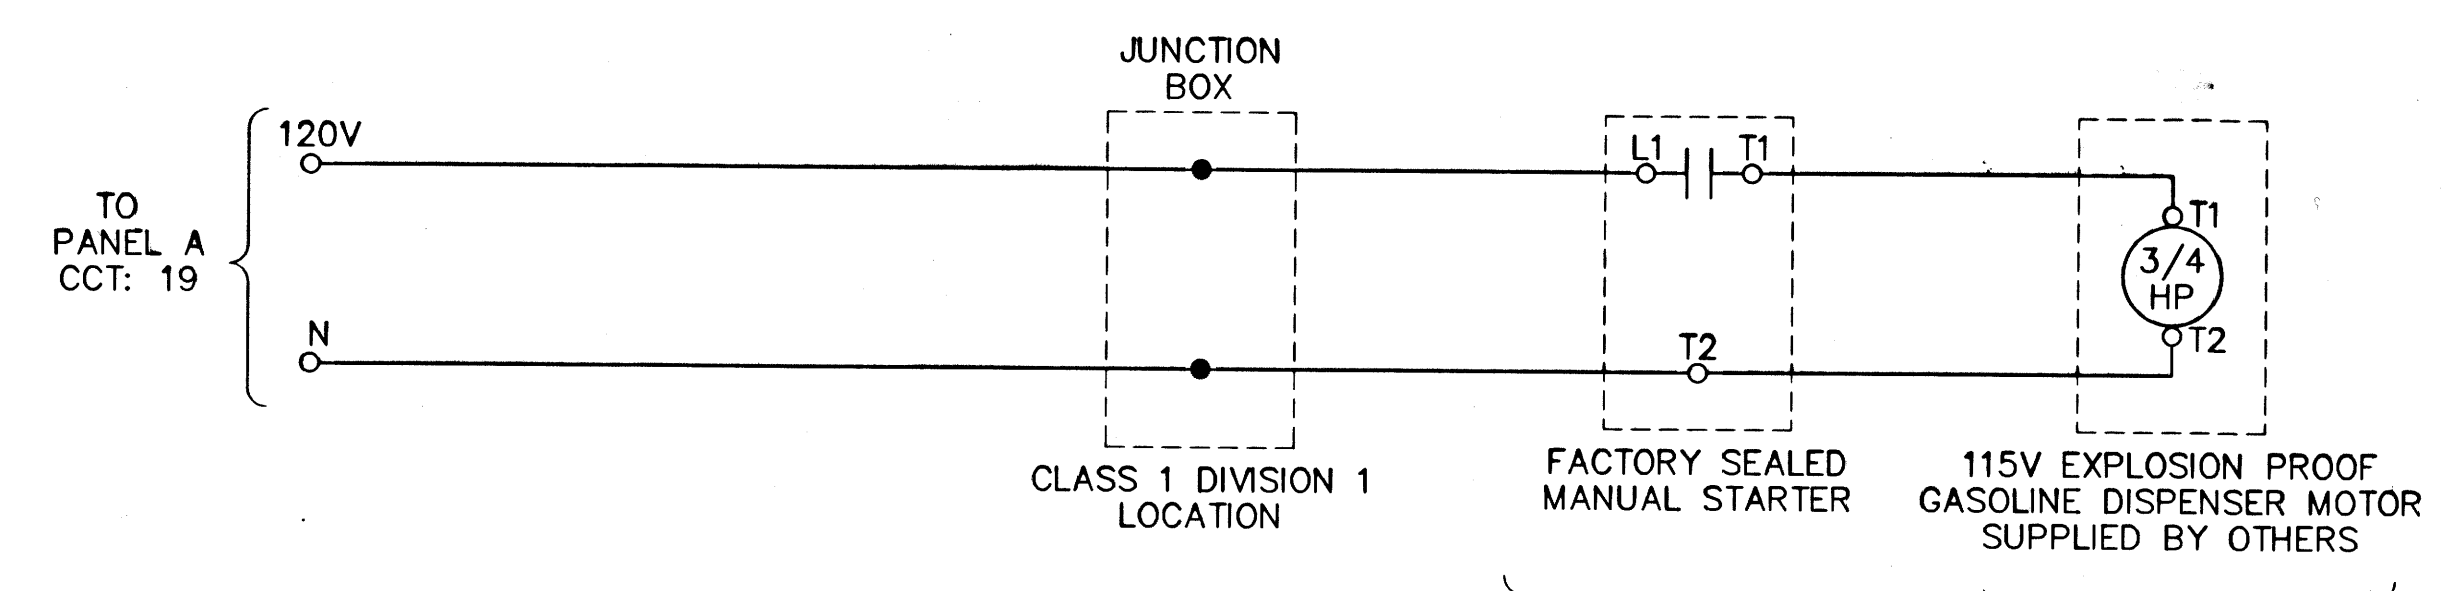 JUNCTION
BOX
120V
TO
PANEL A
CCT: 19
N
L1
T1
T2
T1
3/4
HP
T2
CLASS 1 DIVISION 1
LOCATION
FACTORY SEALED
MANUAL STARTER
115V EXPLOSION PROOF
GASOLINE DISPENSER MOTOR
SUPPLIED BY OTHERS